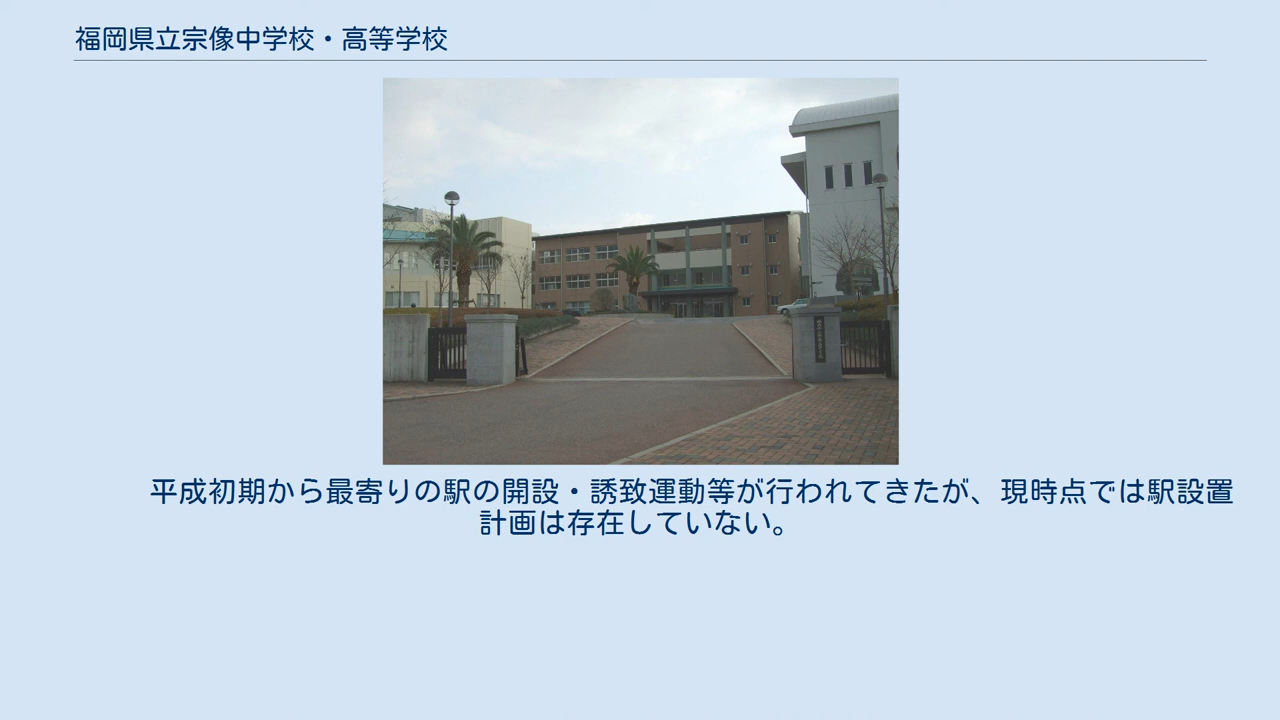 福岡県立宗像中学校・高等学校
平成初期から最寄りの駅の開設・誘致運動等が行われてきたが、現時点では駅設置
計画は存在していない。